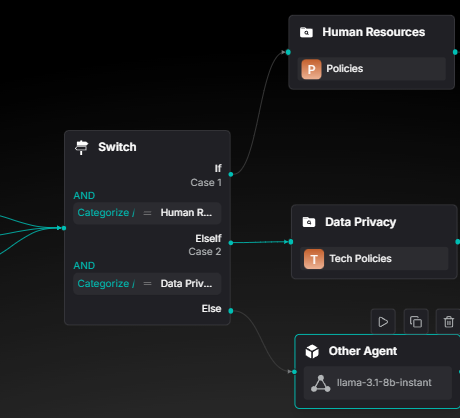 Human Resources
P Policies
Switch
If
Case 1
AND
Categorize / = Human R...
ElseIf
Case 2
AND
Categorize / = Data Priv...
Else
Data Privacy
T Tech Policies
Other Agent
llama-3.1-8b-instant